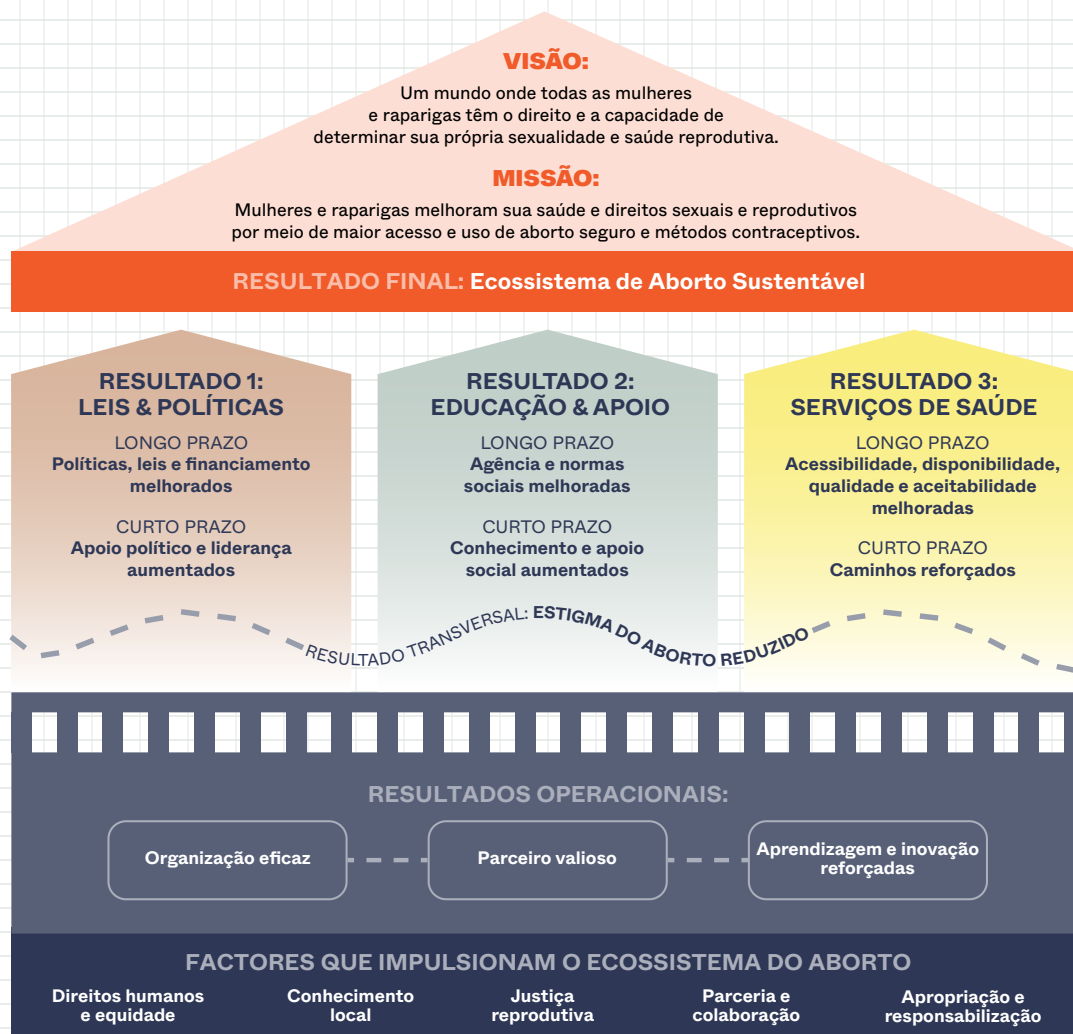 VISÃO:
Um mundo onde todas as mulheres
e raparigas têm o direito e a capacidade de
determinar sua própria sexualidade e saúde reprodutiva.
MISSÃO:
Mulheres e raparigas melhoram sua saúde e direitos sexuais e reprodutivos
por meio de maior acesso e uso de aborto seguro e métodos contraceptivos.
RESULTADO FINAL: Ecossistema de Aborto Sustentável
RESULTADO 1:
LEIS & POLÍTICAS
LONGO PRAZO
Políticas, leis e financiamento
melhorados
CURTO PRAZO
Apoio político e liderança
aumentados
RESULTADO 2:
EDUCAÇÃO & APOIO
LONGO PRAZO
Agência e normas
sociais melhoradas
CURTO PRAZO
Conhecimento e apoio
social aumentados
RESULTADO 3:
SERVIÇOS DE SAÚDE
LONGO PRAZO
Acessibilidade, disponibilidade,
qualidade e aceitabilidade
melhoradas
CURTO PRAZO
Caminhos reforçados
RESULTADO TRANSVERSAL: ESTIGMA DO ABORTO REDUZIDO
RESULTADOS OPERACIONAIS:
Organização eficaz
Parceiro valioso
Aprendizagem e inovação
reforçadas
FACTORES QUE IMPULSIONAM O ECOSSISTEMA DO ABORTO
Direitos humanos
e equidade
Conhecimento
local
Justiça
reprodutiva
Parceria e
colaboração
Apropriação e
responsabilização